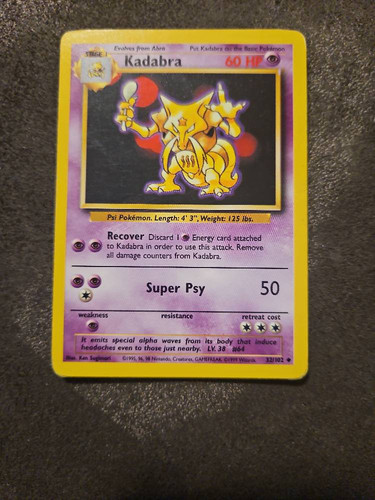 STAGE 1
Evolves from Abra
Put Kadabra on the Basic Pokémon
Kadabra
60 HP
Psi Pokémon. Length: 4' 3", Weight: 125 lbs.
Recover Discard 1 Energy card attached
to Kadabra in order to use this attack. Remove
all damage counters from Kadabra.
Super Psy 50
weakness resistance retreat cost
It emits special alpha waves from its body that induce
headaches even to those just nearby. LV. 38 #64
Illus. Ken Sugimori ©1995, 96, 98 Nintendo, Creatures, GAMEFREAK. ©1999 Wizards. 32/102